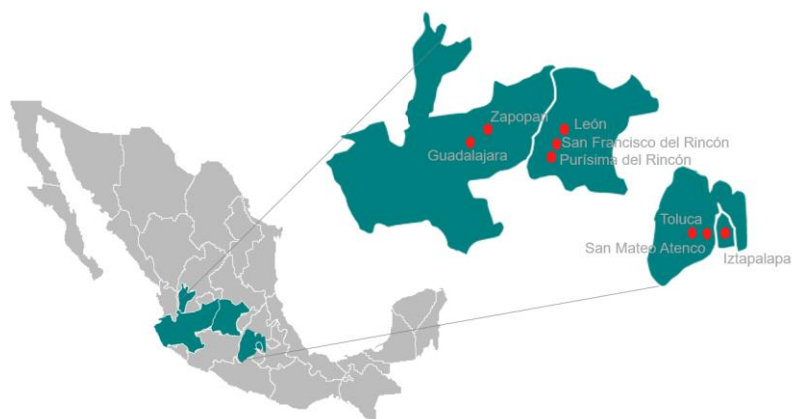 Zapopan
León
San Francisco del Rincón
Guadalajara
Purísima del Rincón
Toluca
San Mateo Atenco
Iztapalapa